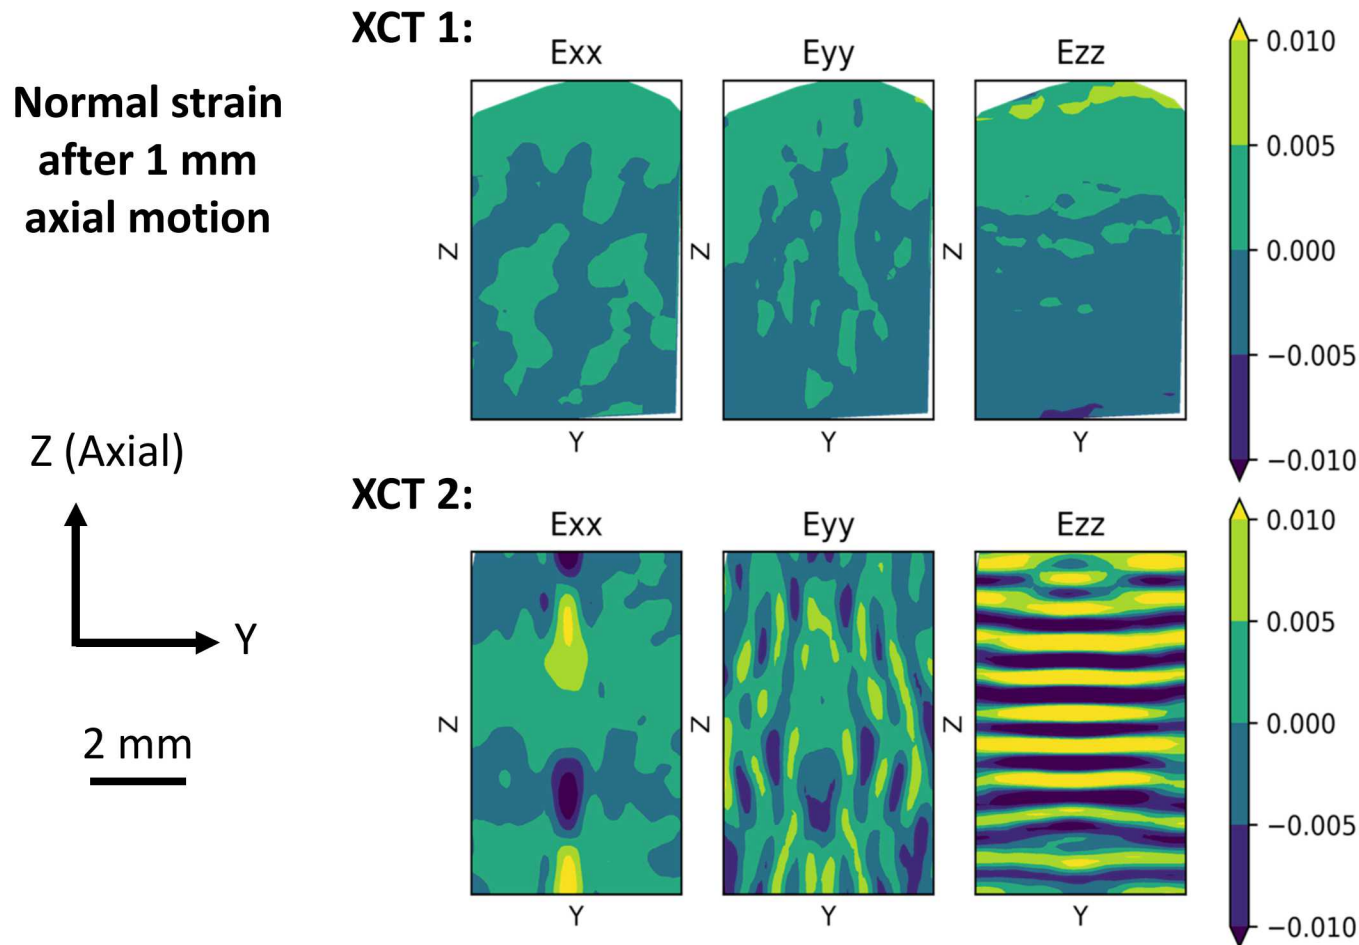 XCT 1:
Normal strain
after 1 mm
axial motion
Exx
Eyy
Ezz
Z
Z
Z
Y
Y
Y
0.010
0.005
0.000
−0.005
−0.010
Z (Axial)
Y
2 mm
XCT 2:
Exx
Eyy
Ezz
Z
Z
Z
Y
Y
Y
0.010
0.005
0.000
−0.005
−0.010